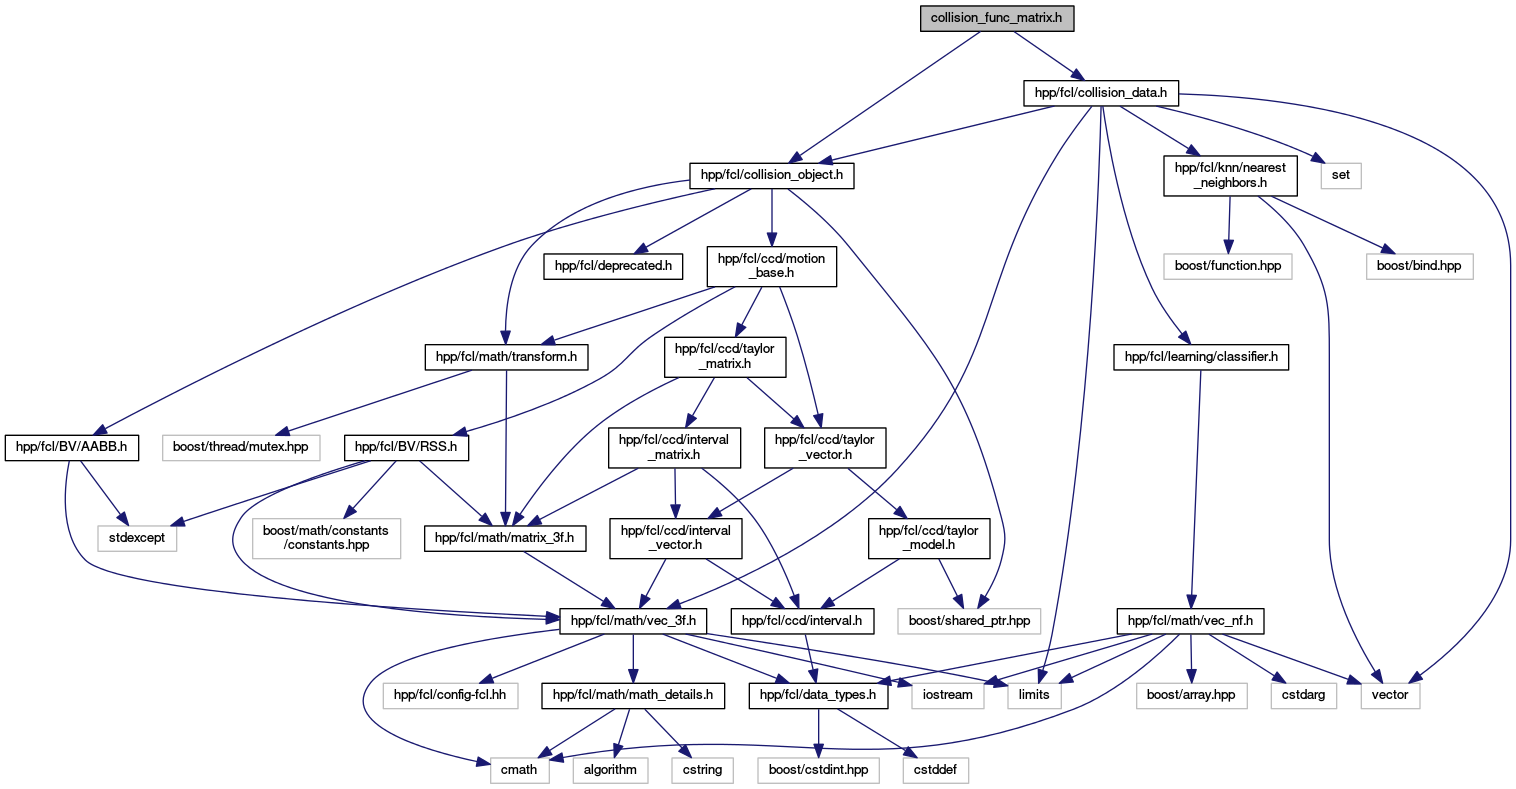 collision_func_matrix.h
hpp/fcl/collision_data.h
hpp/fcl/collision_object.h
hpp/fcl/knn/nearest
_neighbors.h
set
hpp/fcl/deprecated.h
hpp/fcl/ccd/motion
_base.h
boost/function.hpp
boost/bind.hpp
hpp/fcl/math/transform.h
hpp/fcl/ccd/taylor
_matrix.h
hpp/fcl/learning/classifier.h
hpp/fcl/BV/AABB.h
boost/thread/mutex.hpp
hpp/fcl/BV/RSS.h
hpp/fcl/ccd/interval
_matrix.h
hpp/fcl/ccd/taylor
_vector.h
stdexcept
boost/math/constants
/constants.hpp
hpp/fcl/math/matrix_3f.h
hpp/fcl/ccd/interval
_vector.h
hpp/fcl/ccd/taylor
_model.h
hpp/fcl/math/vec_3f.h
hpp/fcl/ccd/interval.h
boost/shared_ptr.hpp
hpp/fcl/math/vec_nf.h
hpp/fcl/config-fcl.hh
hpp/fcl/math/math_details.h
hpp/fcl/data_types.h
iostream
limits
boost/array.hpp
cstdarg
vector
cmath
algorithm
cstring
boost/cstdint.hpp
cstddef